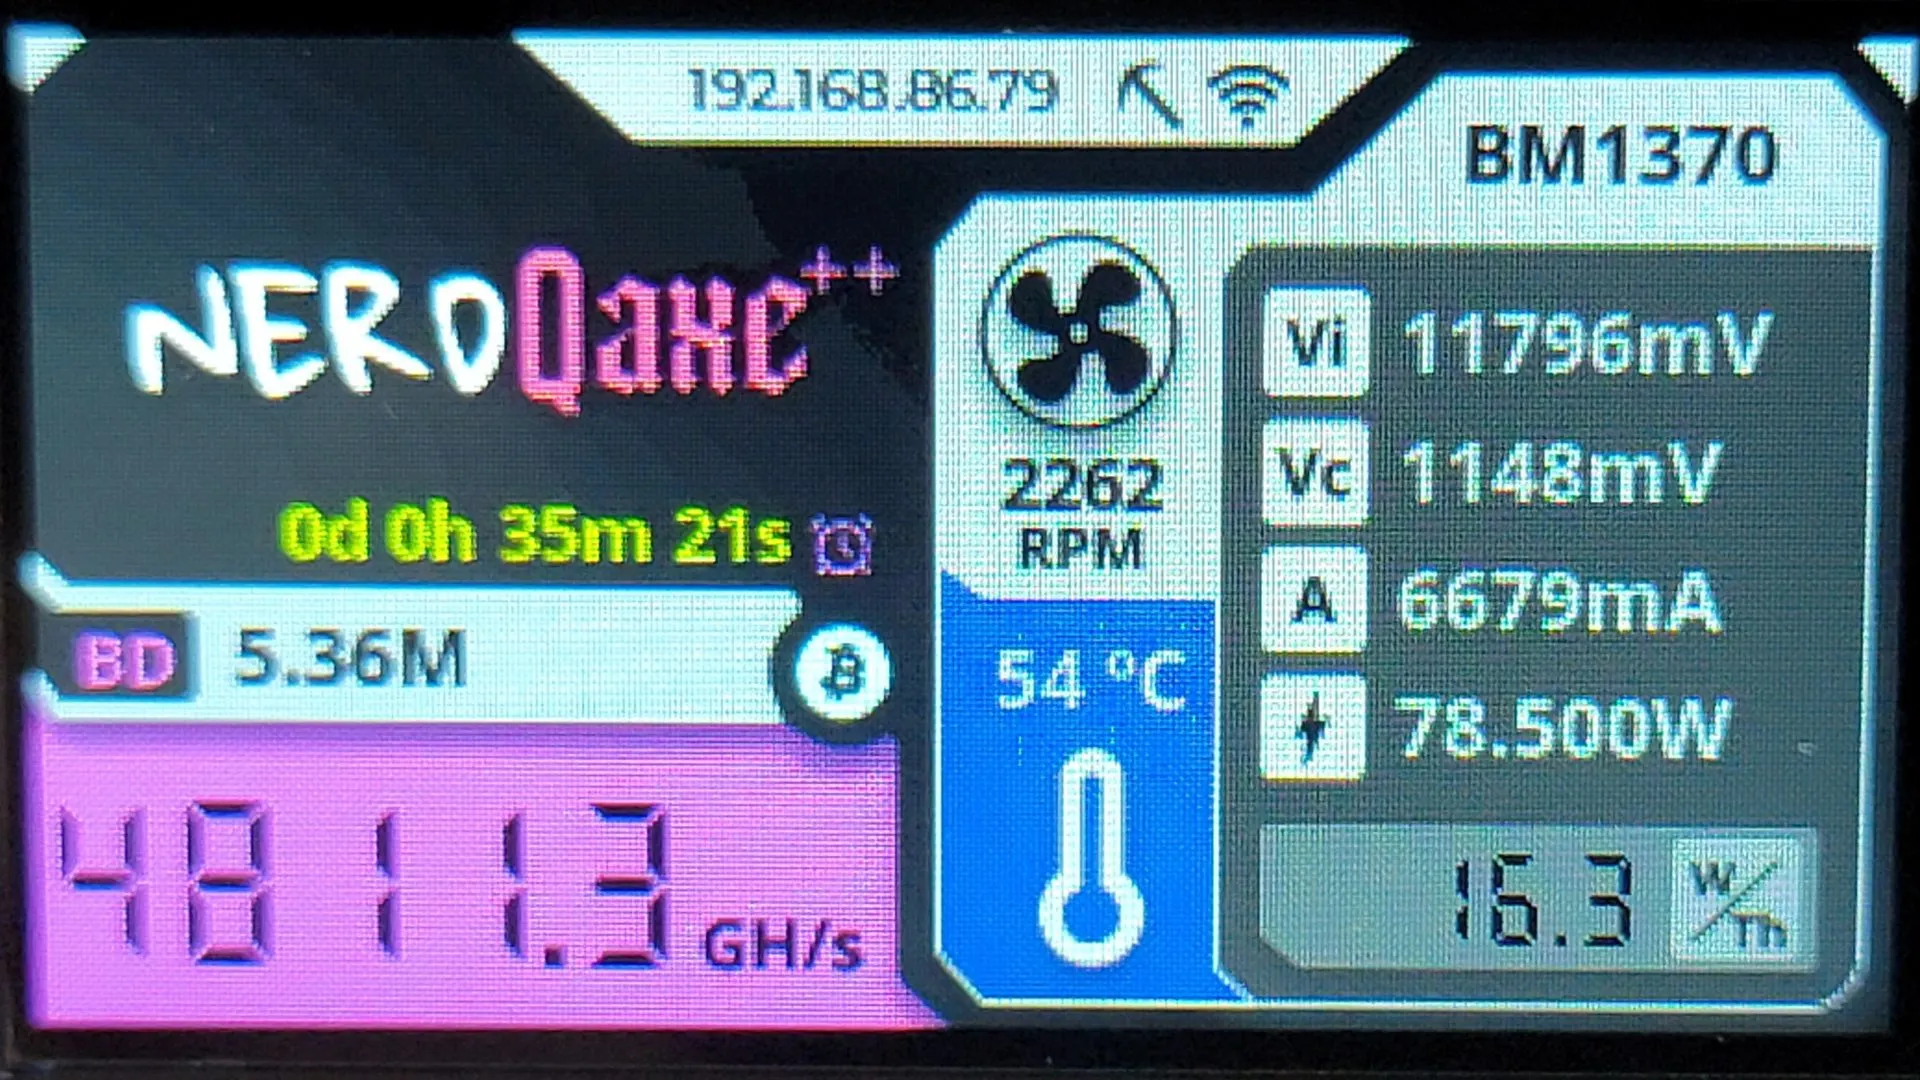 192.168.86.79
BM1370
NERDQaxe++
0d 0h 35m 21s
BD 5.36M
4811.3 GH/s
2262
RPM
54 °C
Vi 11796mV
Vc 1148mV
A 6679mA
78.500W
16.3 W/Th